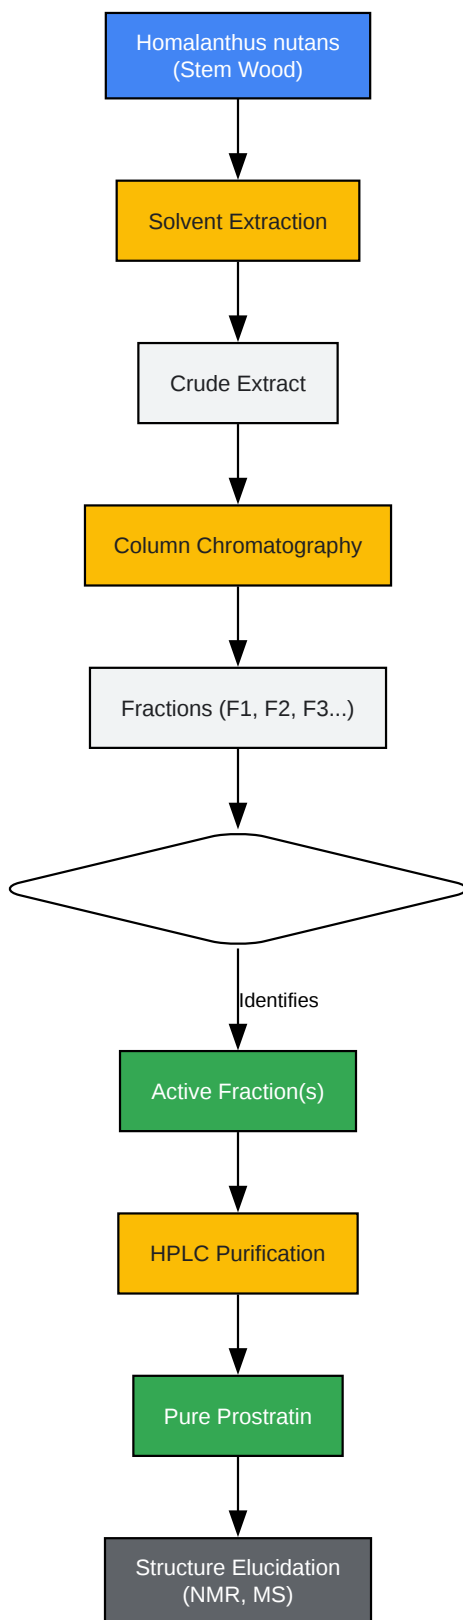 Homalanthus nutans
(Stem Wood)
Solvent Extraction
Crude Extract
Column Chromatography
Fractions (F1, F2, F3...)
Identifies
Active Fraction(s)
HPLC Purification
Pure Prostratin
Structure Elucidation
(NMR, MS)